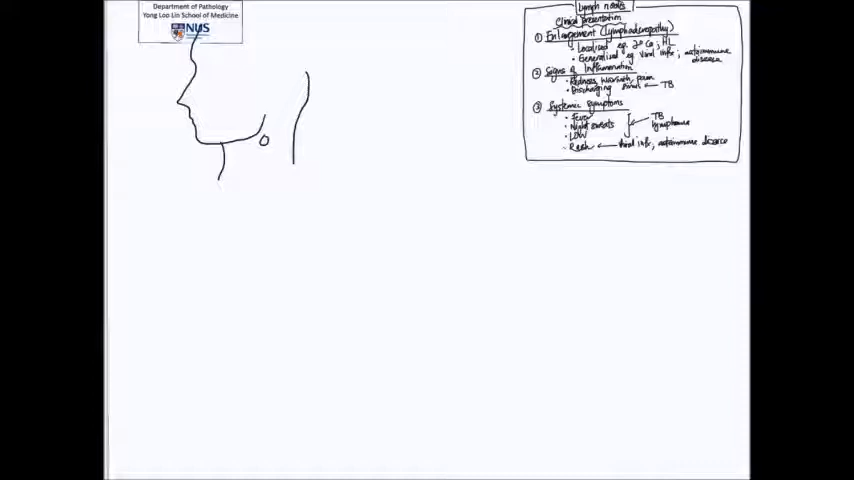 Department of Pathology
Yong Loo Lin School of Medicine
NUS
Lymph nodes
Clinical presentation
① Enlargement (Lymphadenopathy)
- Localised eg. 2° Ca; HL
- Generalised eg viral infx; autoimmune disease
② Signs of Inflammation
• Redness, warmth, pain
• Discharging sinus ← TB
③ Systemic symptoms
• Fever
• Night sweats
• LOW
← TB
lymphoma
• Rash ← viral infx, autoimmune disease